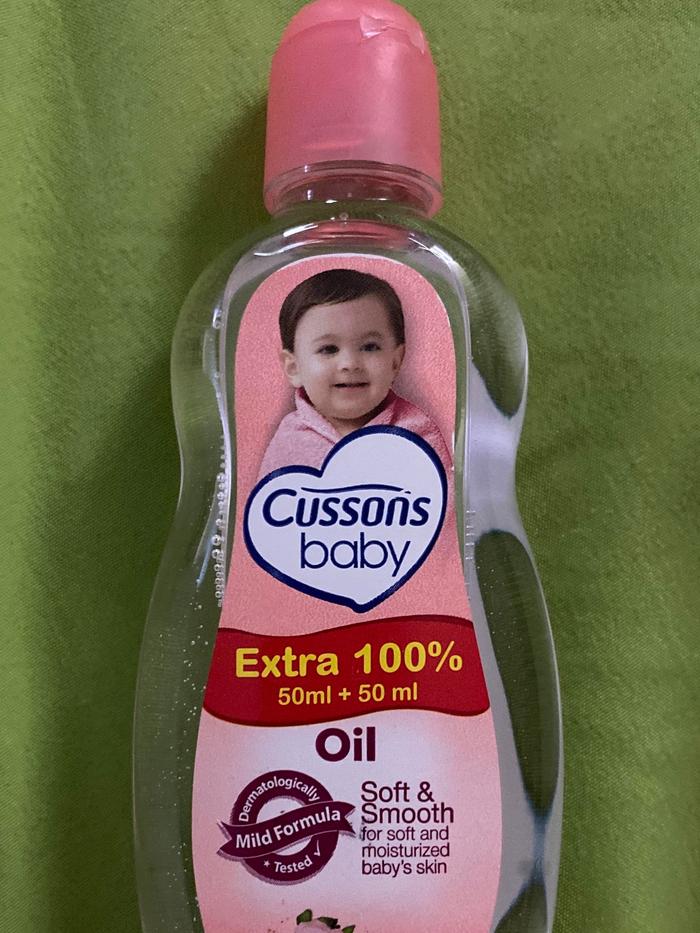 Cussons
baby
Extra 100%
50ml + 50 ml
Oil
Dermatologically
Mild Formula
★ Tested ✓
Soft &
Smooth
for soft and
moisturized
baby's skin